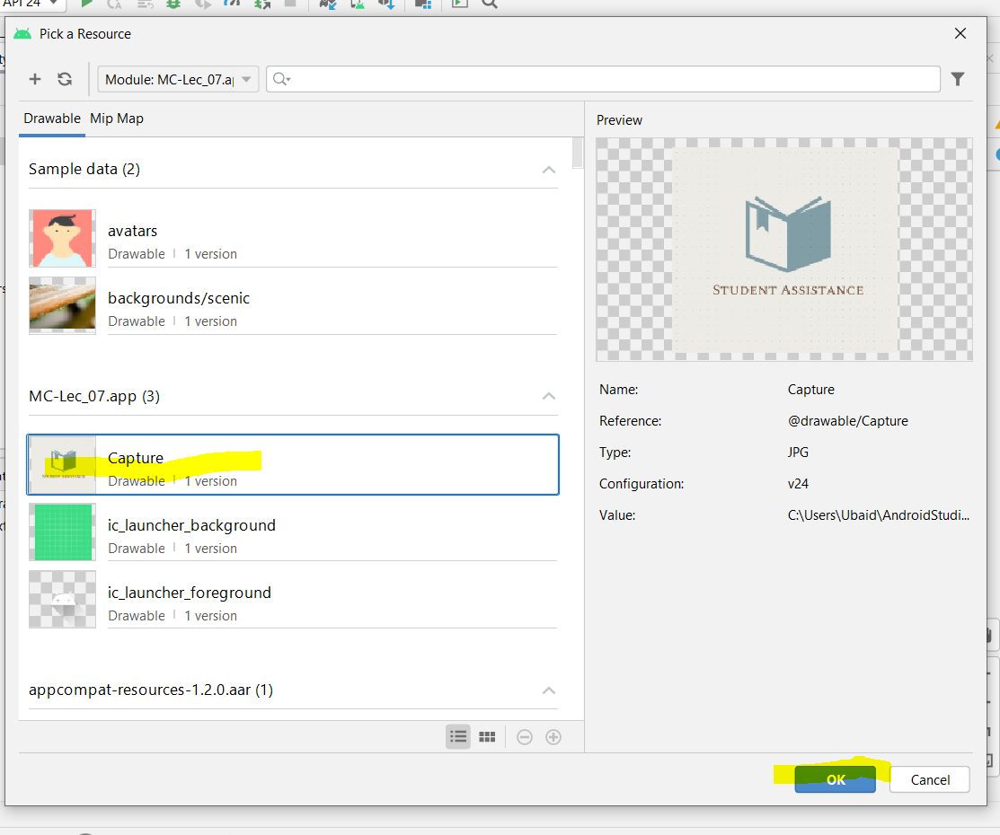 API 24
Pick a Resource
Module: MC-Lec_07.ap
Drawable Mip Map
Sample data (2)
avatars
Drawable 1 version
backgrounds/scenic
Drawable 1 version
MC-Lec_07.app (3)
Capture
Drawable 1 version
ic_launcher_background
Drawable 1 version
ic_launcher_foreground
Drawable 1 version
appcompat-resources-1.2.0.aar (1)
Preview
STUDENT ASSISTANCE
Name: Capture
Reference: @drawable/Capture
Type: JPG
Configuration: v24
Value: C:\Users\Ubaid\AndroidStudi...
OK Cancel